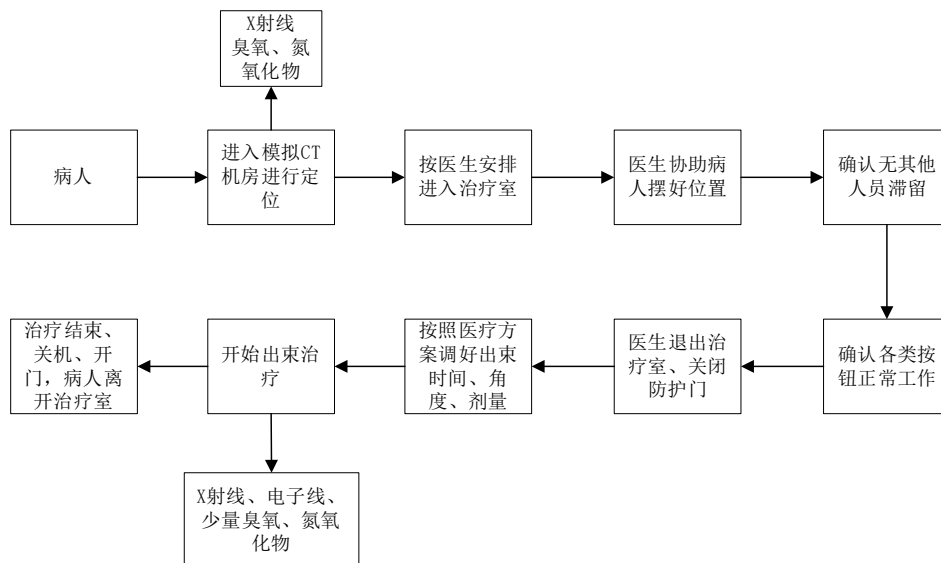 X射线
臭氧、氮
氧化物
病人
进入模拟CT
机房进行定
位
按医生安排
进入治疗室
医生协助病
人摆好位置
确认无其他
人员滞留
治疗结束、
关机、开
门，病人离
开治疗室
开始出束治
疗
按照医疗方
案调好出束
时间、角
度、剂量
医生退出治
疗室、关闭
防护门
确认各类按
钮正常工作
X射线、电子线、
少量臭氧、氮氧
化物